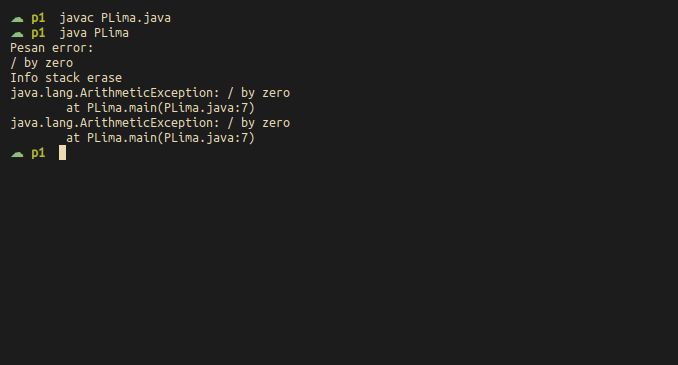 p1 javac PLima.java
p1 java PLima
Pesan error:
/ by zero
Info stack erase
java.lang.ArithmeticException: / by zero
        at PLima.main(PLima.java:7)
java.lang.ArithmeticException: / by zero
        at PLima.main(PLima.java:7)
p1